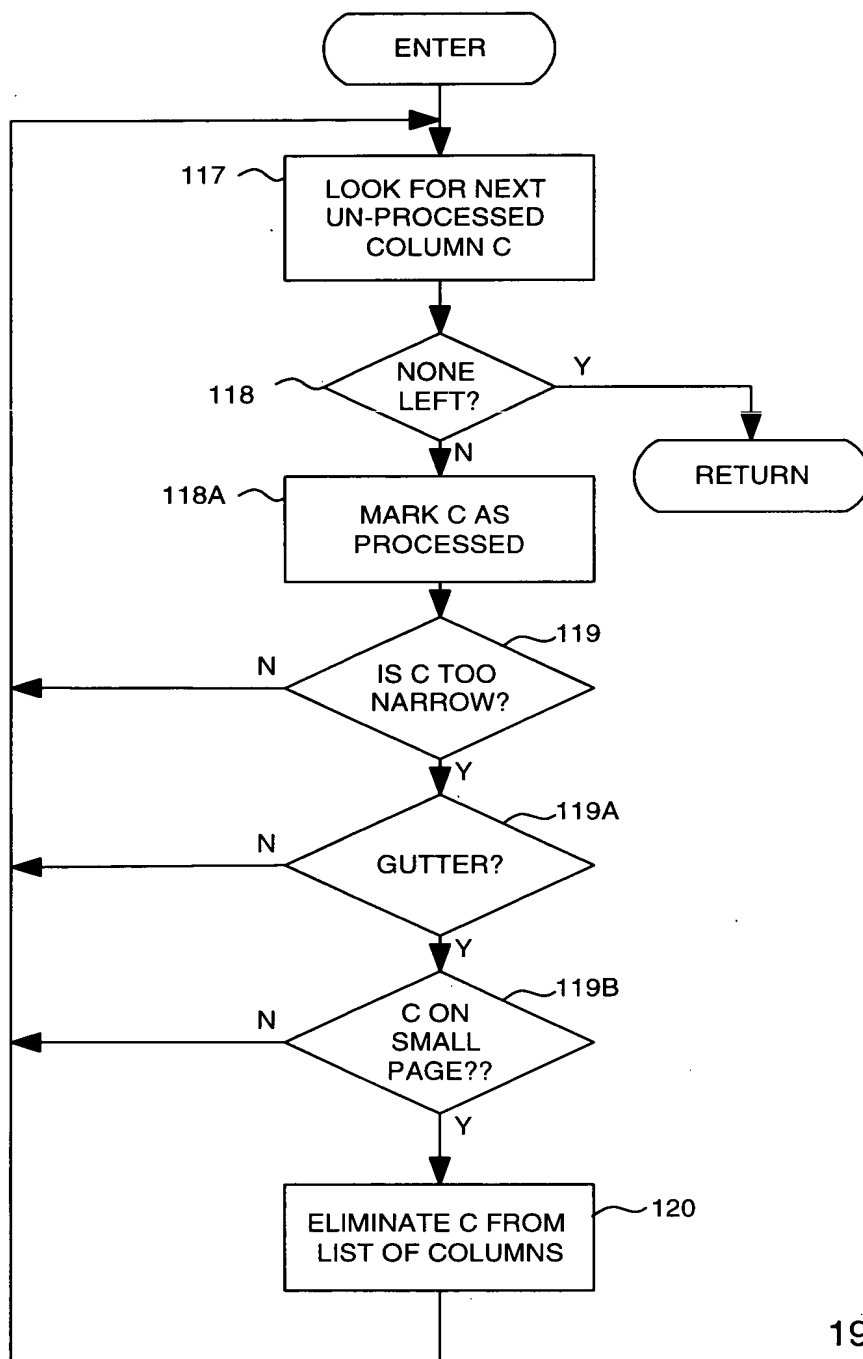 ENTER
117
LOOK FOR NEXT
UN-PROCESSED
COLUMN C
118
NONE
LEFT?
Y
N
RETURN
118A
MARK C AS
PROCESSED
119
N
IS C TOO
NARROW?
Y
119A
N
GUTTER?
Y
119B
N
C ON
SMALL
PAGE??
Y
120
ELIMINATE C FROM
LIST OF COLUMNS
19